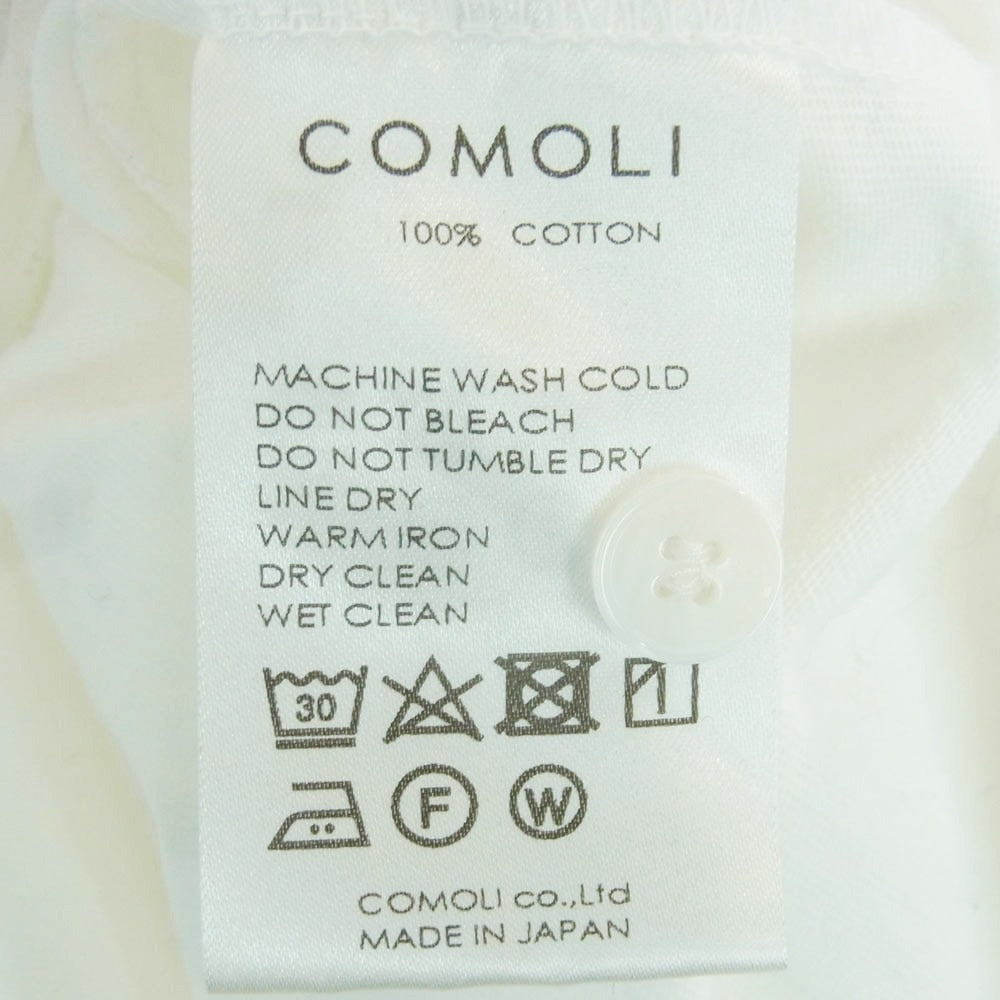 COMOLI
100% COTTON
MACHINE WASH COLD
DO NOT BLEACH
DO NOT TUMBLE DRY
LINE DRY
WARM IRON
DRY CLEAN
WET CLEAN
30
F W
COMOLI co.,Ltd
MADE IN JAPAN